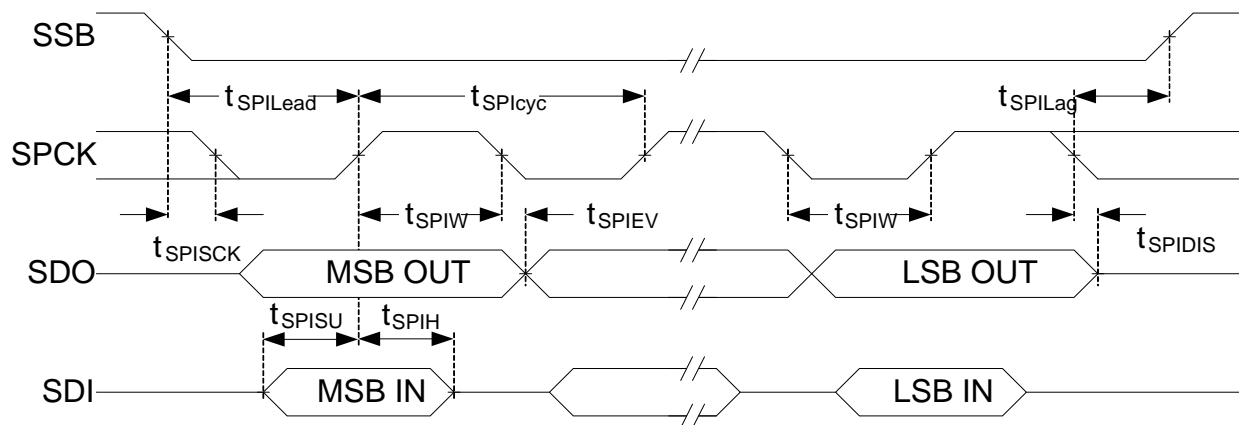 SSB
tSPILead
tSPIcyc
tSPILag
SPCK
tSPISCK
tSPIW
tSPIEV
tSPIW
tSPIDIS
SDO
MSB OUT
LSB OUT
tSPISU
tSPIH
SDI
MSB IN
LSB IN